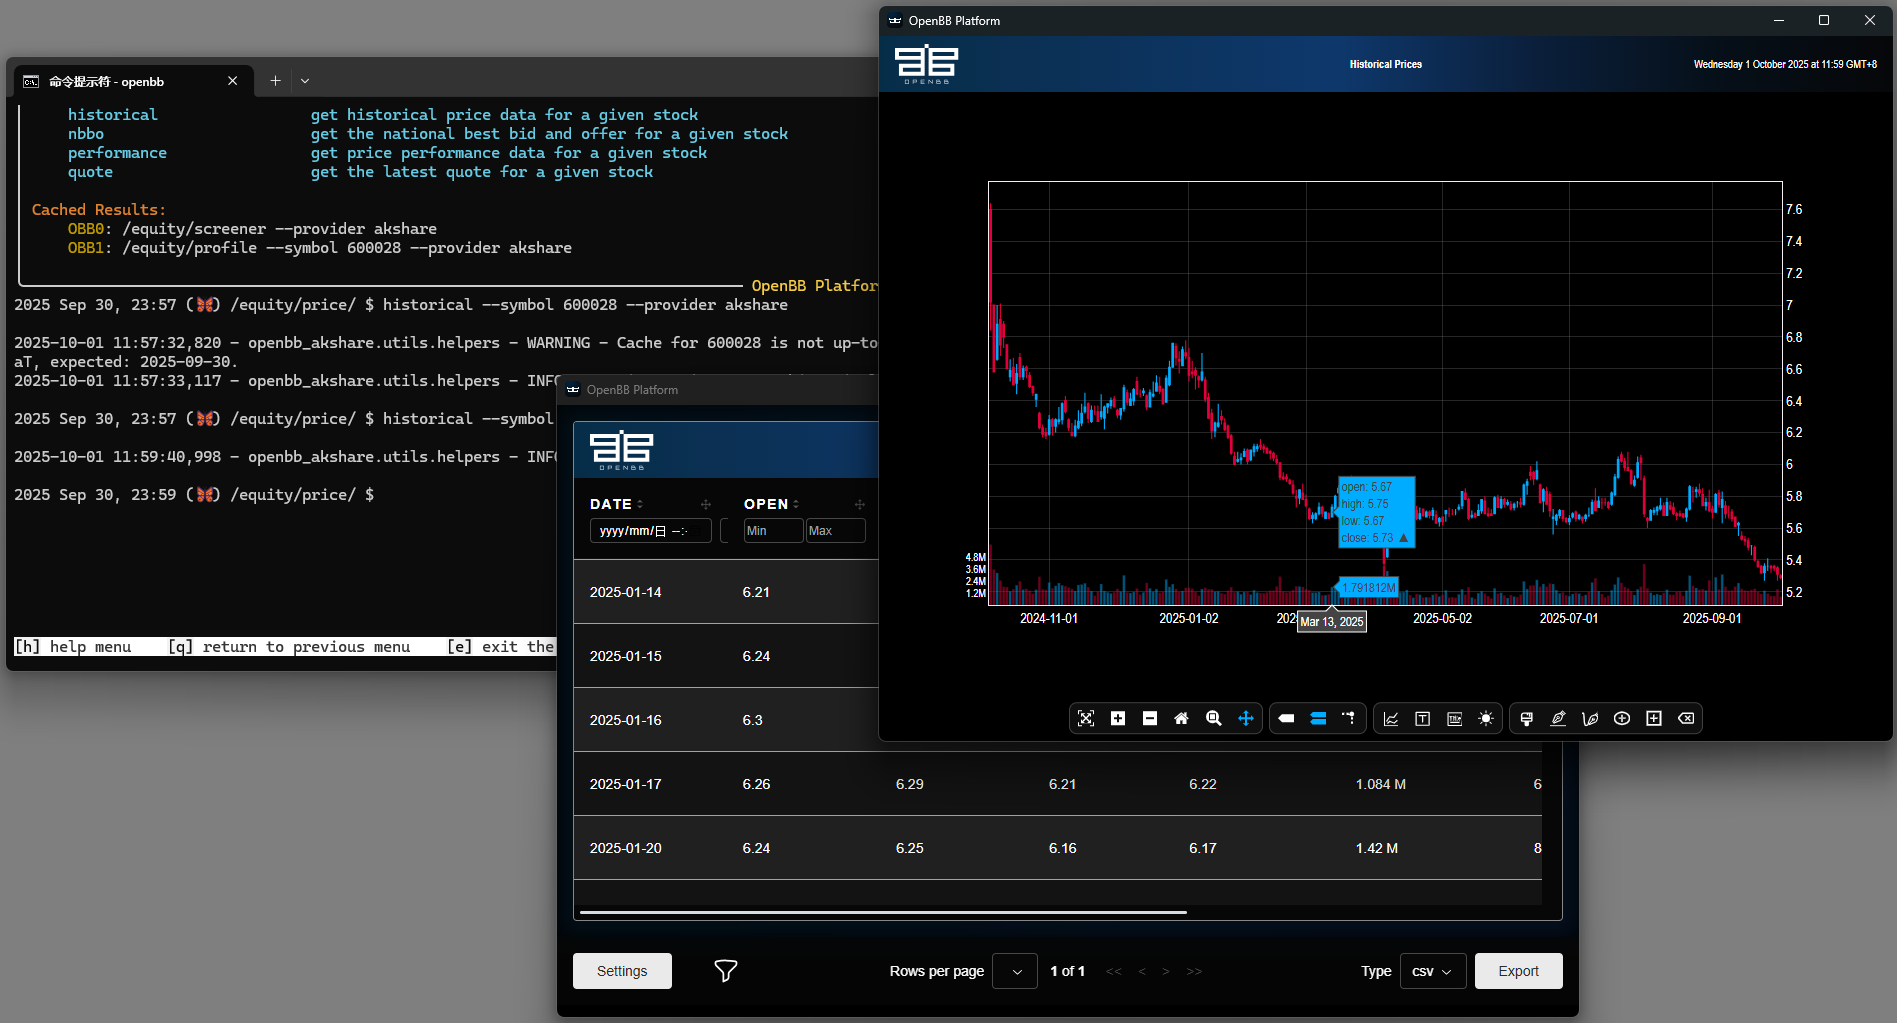 命令提示符 - openbb
historical get historical price data for a given stock
nbbo get the national best bid and offer for a given stock
performance get price performance data for a given stock
quote get the latest quote for a given stock
Cached Results:
OBB0: /equity/screener --provider akshare
OBB1: /equity/profile --symbol 600028 --provider akshare
OpenBB Platfor
2025 Sep 30, 23:57 (🦋) /equity/price/ $ historical --symbol 600028 --provider akshare
2025-10-01 11:57:32,820 - openbb_akshare.utils.helpers - WARNING - Cache for 600028 is not up-to
aT, expected: 2025-09-30.
2025-10-01 11:57:33,117 - openbb_akshare.utils.helpers - INFO
2025 Sep 30, 23:57 (🦋) /equity/price/ $ historical --symbol
2025-10-01 11:59:40,998 - openbb_akshare.utils.helpers - INFO
2025 Sep 30, 23:59 (🦋) /equity/price/ $
[h] help menu [q] return to previous menu [e] exit the
OpenBB Platform
OPENBB
DATE OPEN
yyyy/mm/日 --:- Min Max
2025-01-14 6.21
2025-01-15 6.24
2025-01-16 6.3
2025-01-17 6.26 6.29 6.21 6.22 1.084 M 6
2025-01-20 6.24 6.25 6.16 6.17 1.42 M 8
Settings Rows per page 1 of 1 << < > >> Type csv Export
OpenBB Platform
OPENBB
Historical Prices
Wednesday 1 October 2025 at 11:59 GMT+8
7.6
7.4
7.2
7
6.8
6.6
6.4
6.2
6
5.8
5.6
5.4
5.2
open: 5.67
high: 5.75
low: 5.67
close: 5.73 ▲
1.791812M
4.8M
3.6M
2.4M
1.2M
2024-11-01 2025-01-02 202 Mar 13, 2025 2025-05-02 2025-07-01 2025-09-01
T